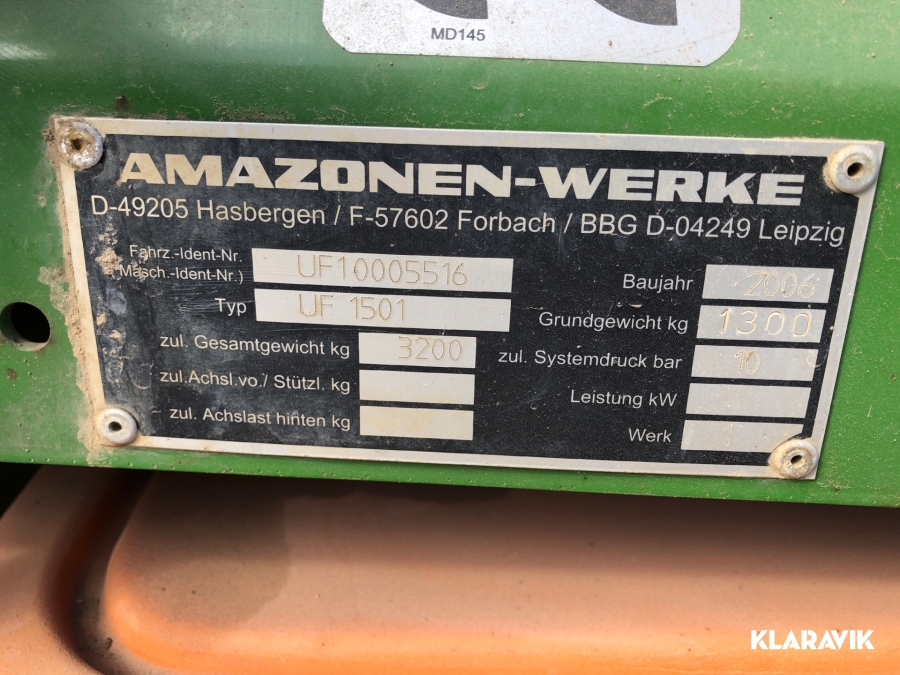 MD145
AMAZONEN-WERKE
D-49205 Hasbergen / F-57602 Forbach / BBG D-04249 Leipzig
Fahrz.-Ident-Nr.
(Masch.-Ident-Nr.) UF10005516
Typ UF 1501
zul. Gesamtgewicht kg 3200
zul.Achsl.vo./ Stützl. kg
zul. Achslast hinten kg
Baujahr 2006
Grundgewicht kg 1300
zul. Systemdruck bar 10
Leistung kW
Werk 1
KLARAVIK